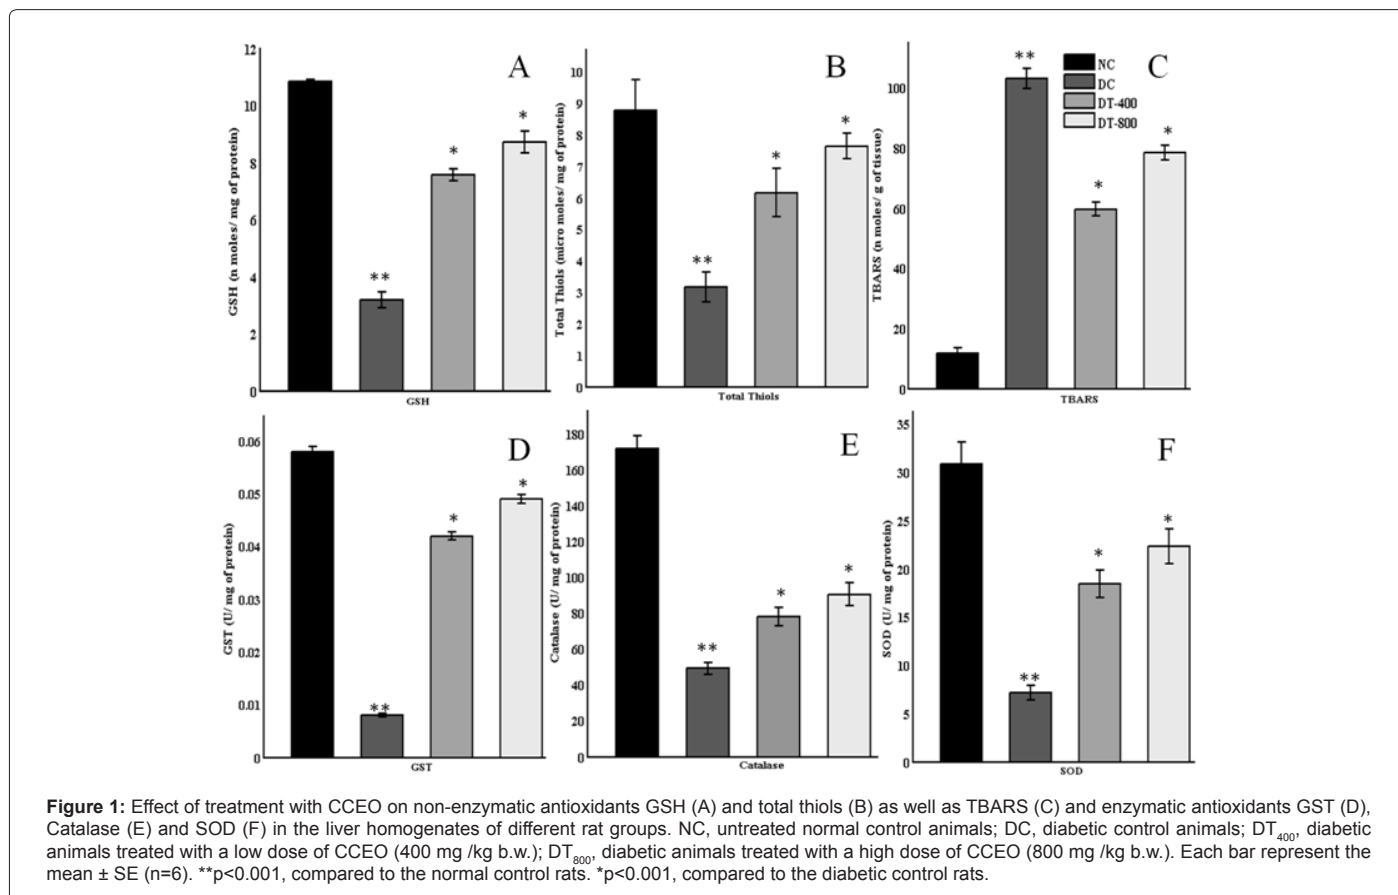 A
12
10
8
6
4
2
0
GSH (n moles/ mg of protein)
**
*
*
GSH
B
10
9
8
7
6
5
4
3
2
1
0
Total Thiols (micro moles/ mg of protein)
**
*
*
Total Thiols
C
100
80
60
40
20
0
TBARS (n moles/ g of tissue)
**
*
*
NC
DC
DT-400
DT-800
TBARS
D
0.06
0.05
0.04
0.03
0.02
0.01
0
GST (U/ mg of protein)
**
*
*
GST
E
180
160
140
120
100
80
60
40
20
0
Catalase (U/ mg of protein)
**
*
*
Catalase
F
35
30
25
20
15
10
5
0
SOD (U/ mg of protein)
**
*
*
SOD
Figure 1: Effect of treatment with CCEO on non-enzymatic antioxidants GSH (A) and total thiols (B) as well as TBARS (C) and enzymatic antioxidants GST (D),
Catalase (E) and SOD (F) in the liver homogenates of different rat groups. NC, untreated normal control animals; DC, diabetic control animals; DT400, diabetic
animals treated with a low dose of CCEO (400 mg /kg b.w.); DT800, diabetic animals treated with a high dose of CCEO (800 mg /kg b.w.). Each bar represent the
mean ± SE (n=6). **p<0.001, compared to the normal control rats. *p<0.001, compared to the diabetic control rats.